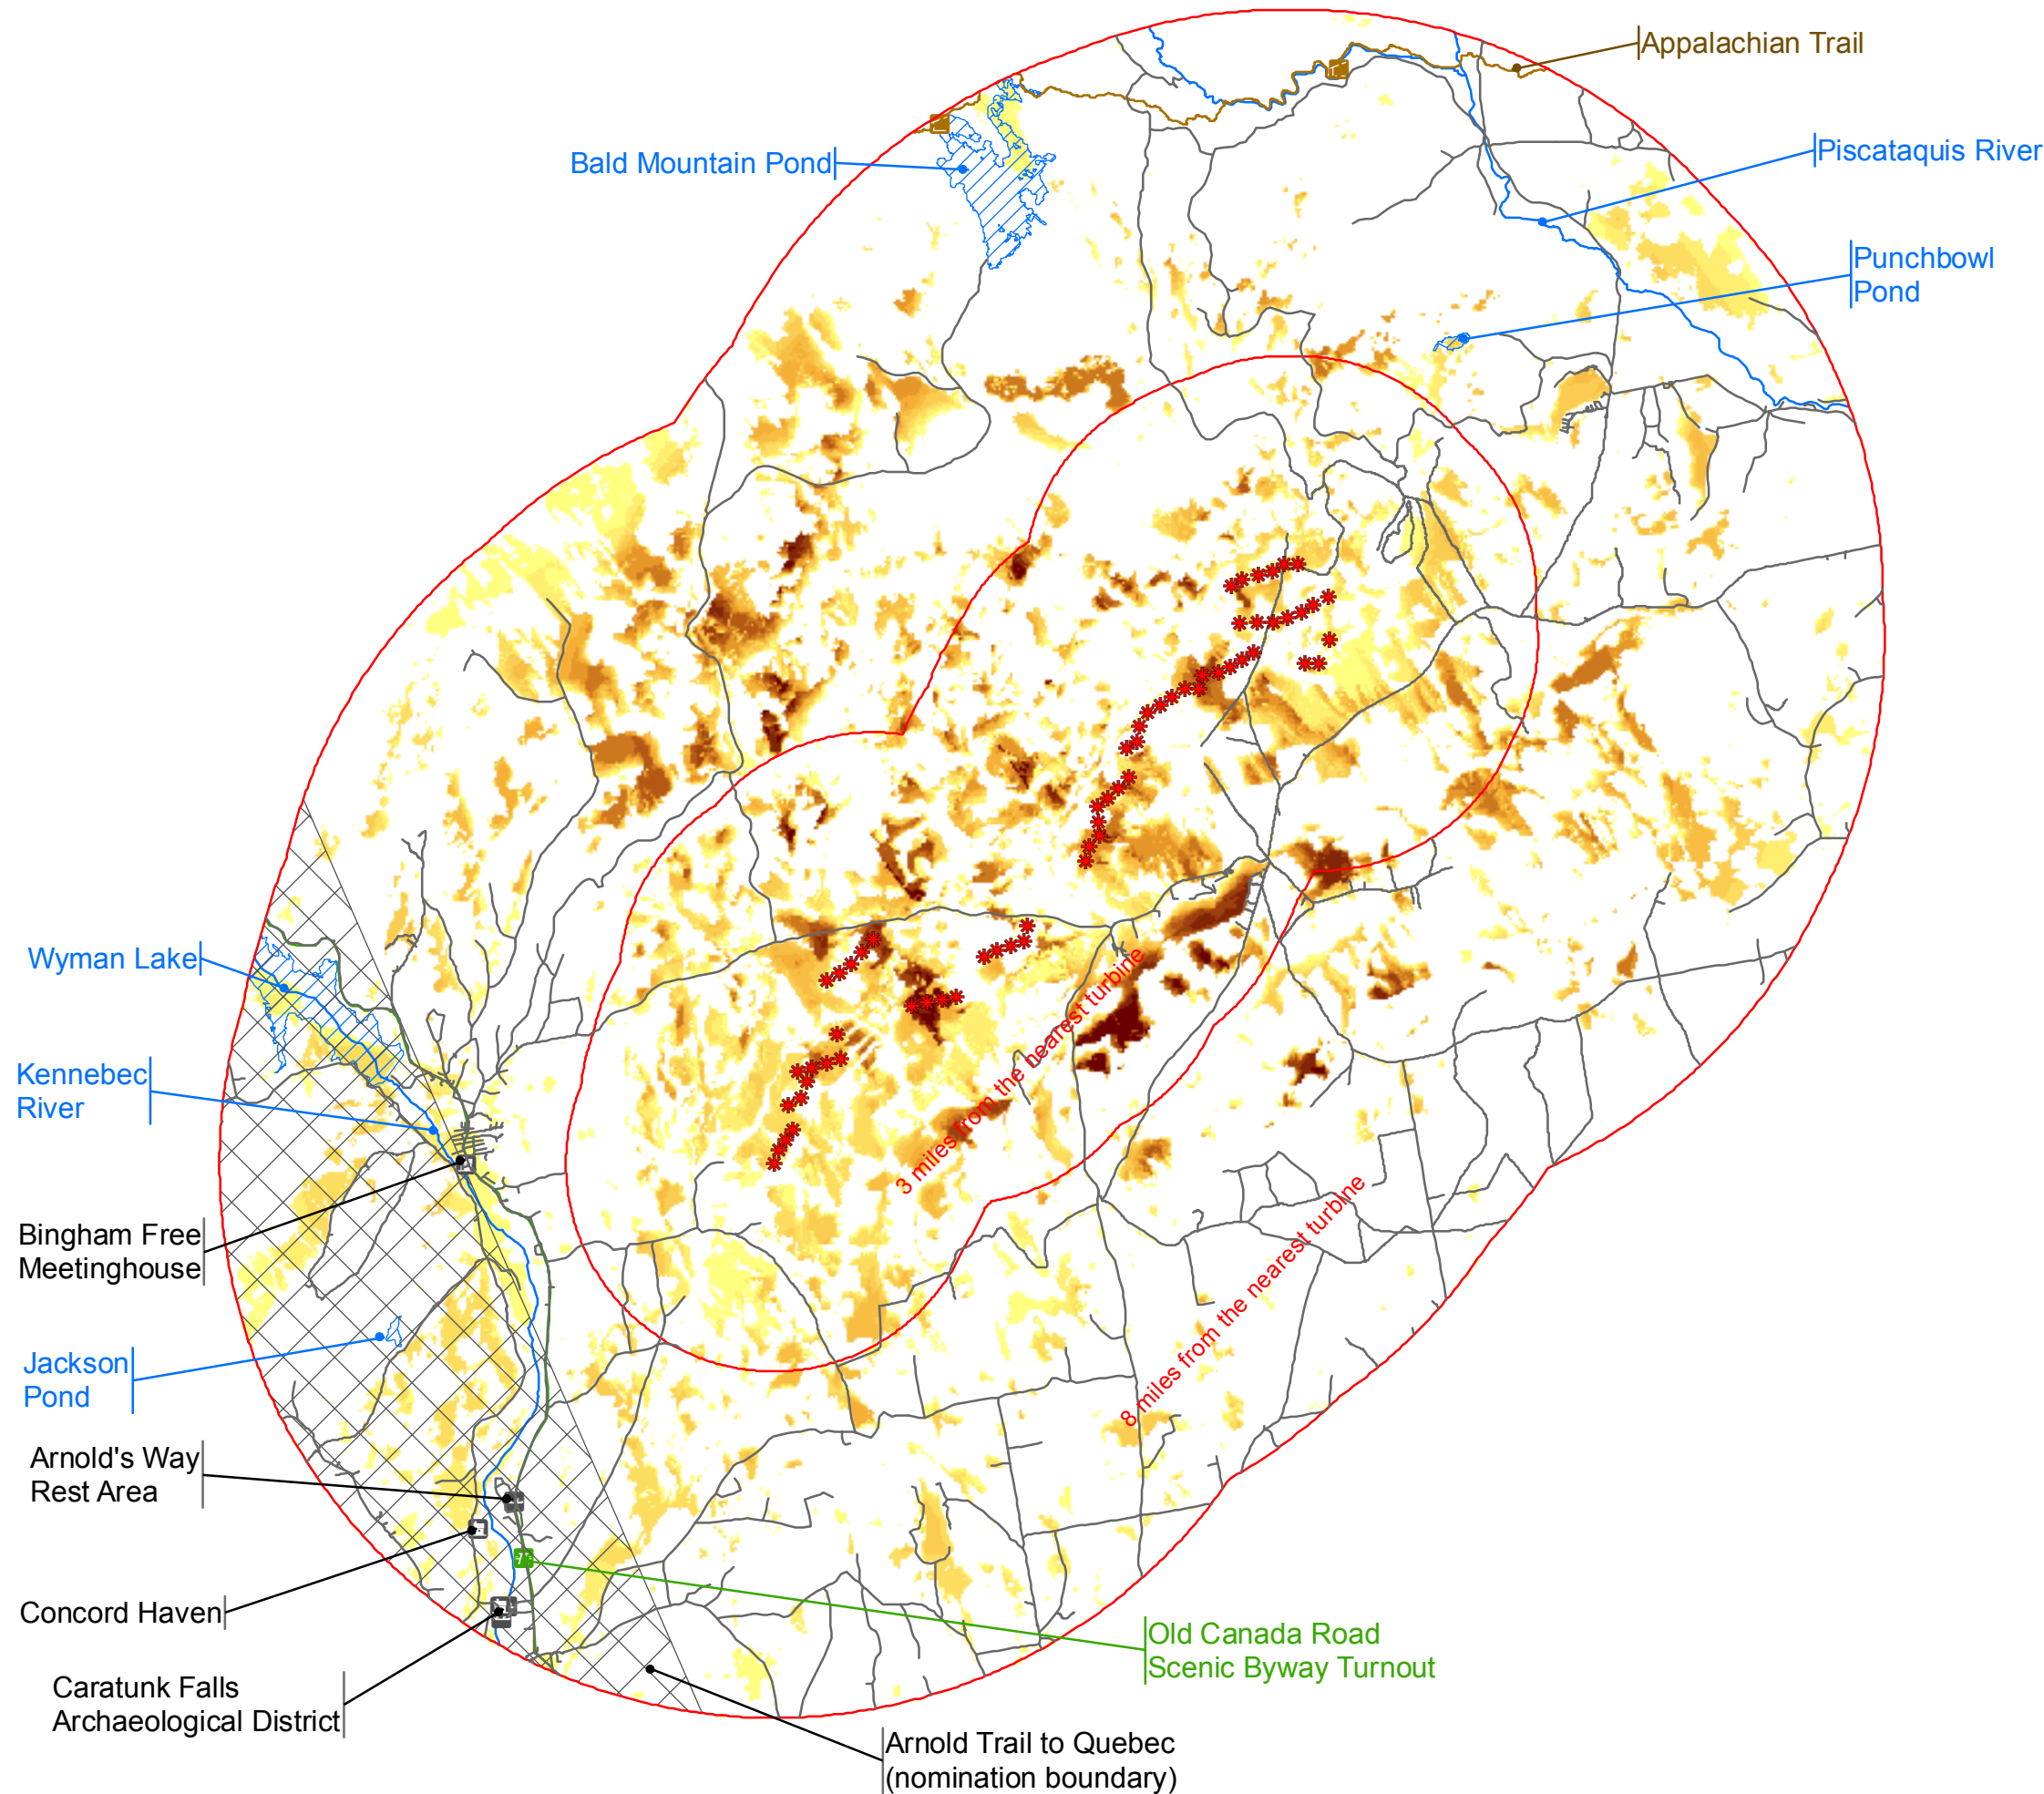 Appalachian Trail
Bald Mountain Pond
Piscataquis River
Punchbowl
Pond
Wyman Lake
3 miles from the nearest turbine
Kennebec
River
8 miles from the nearest turbine
Bingham Free
Meetinghouse
Jackson
Pond
Arnold's Way
Rest Area
Concord Haven
Old Canada Road
Scenic Byway Turnout
Caratunk Falls
Archaeological District
Arnold Trail to Quebec
(nomination boundary)